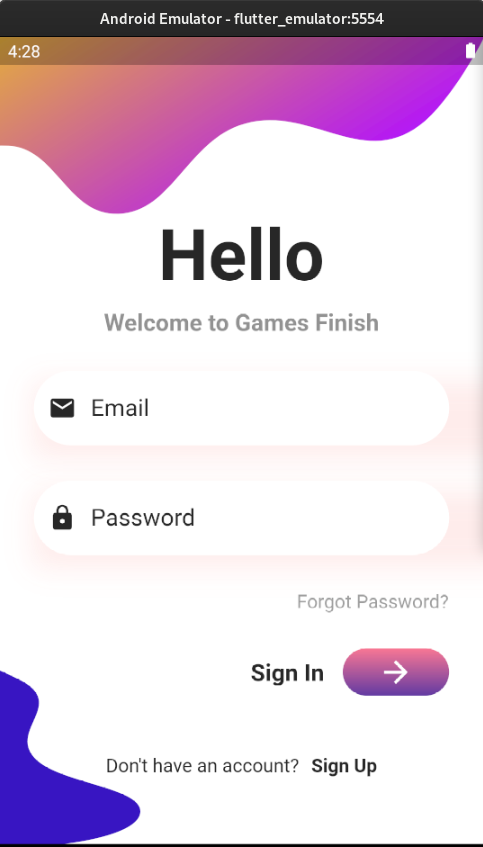 Android Emulator - flutter_emulator:5554
4:28
Hello
Welcome to Games Finish
Email
Password
Forgot Password?
Sign In
Don't have an account? Sign Up